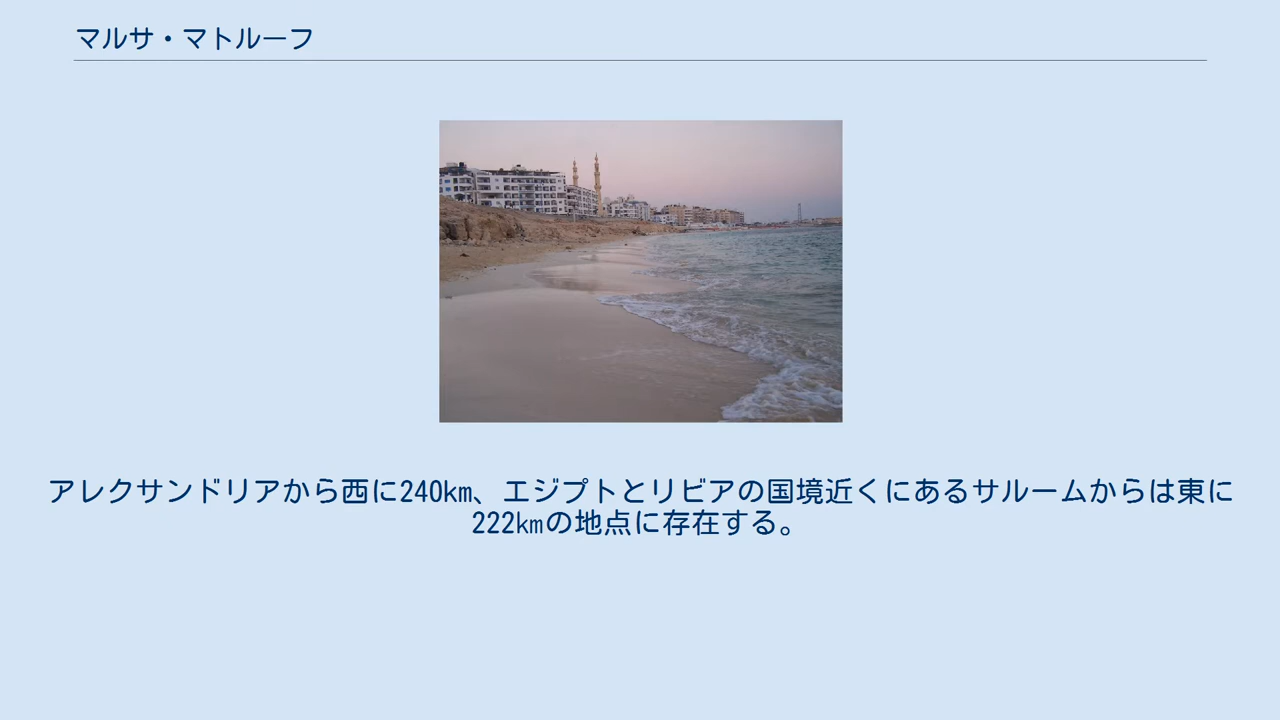 マルサ・マトルーフ
アレクサンドリアから西に240km、エジプトとリビアの国境近くにあるサルームからは東に
222kmの地点に存在する。